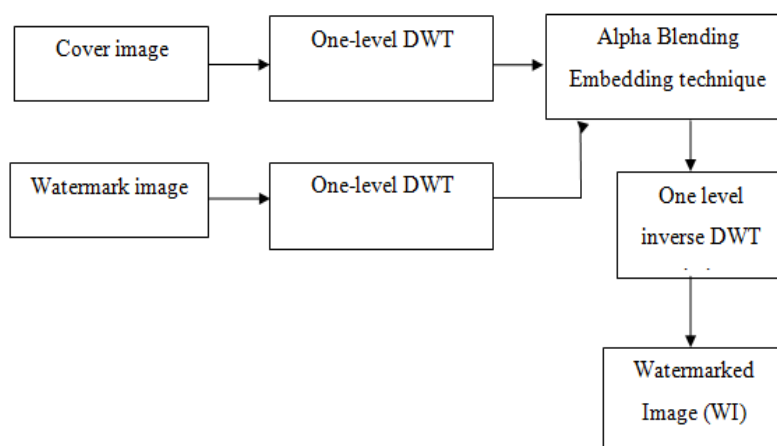 Cover image
One-level DWT
Alpha Blending
Embedding technique
Watermark image
One-level DWT
One level
inverse DWT
Watermarked
Image (WI)